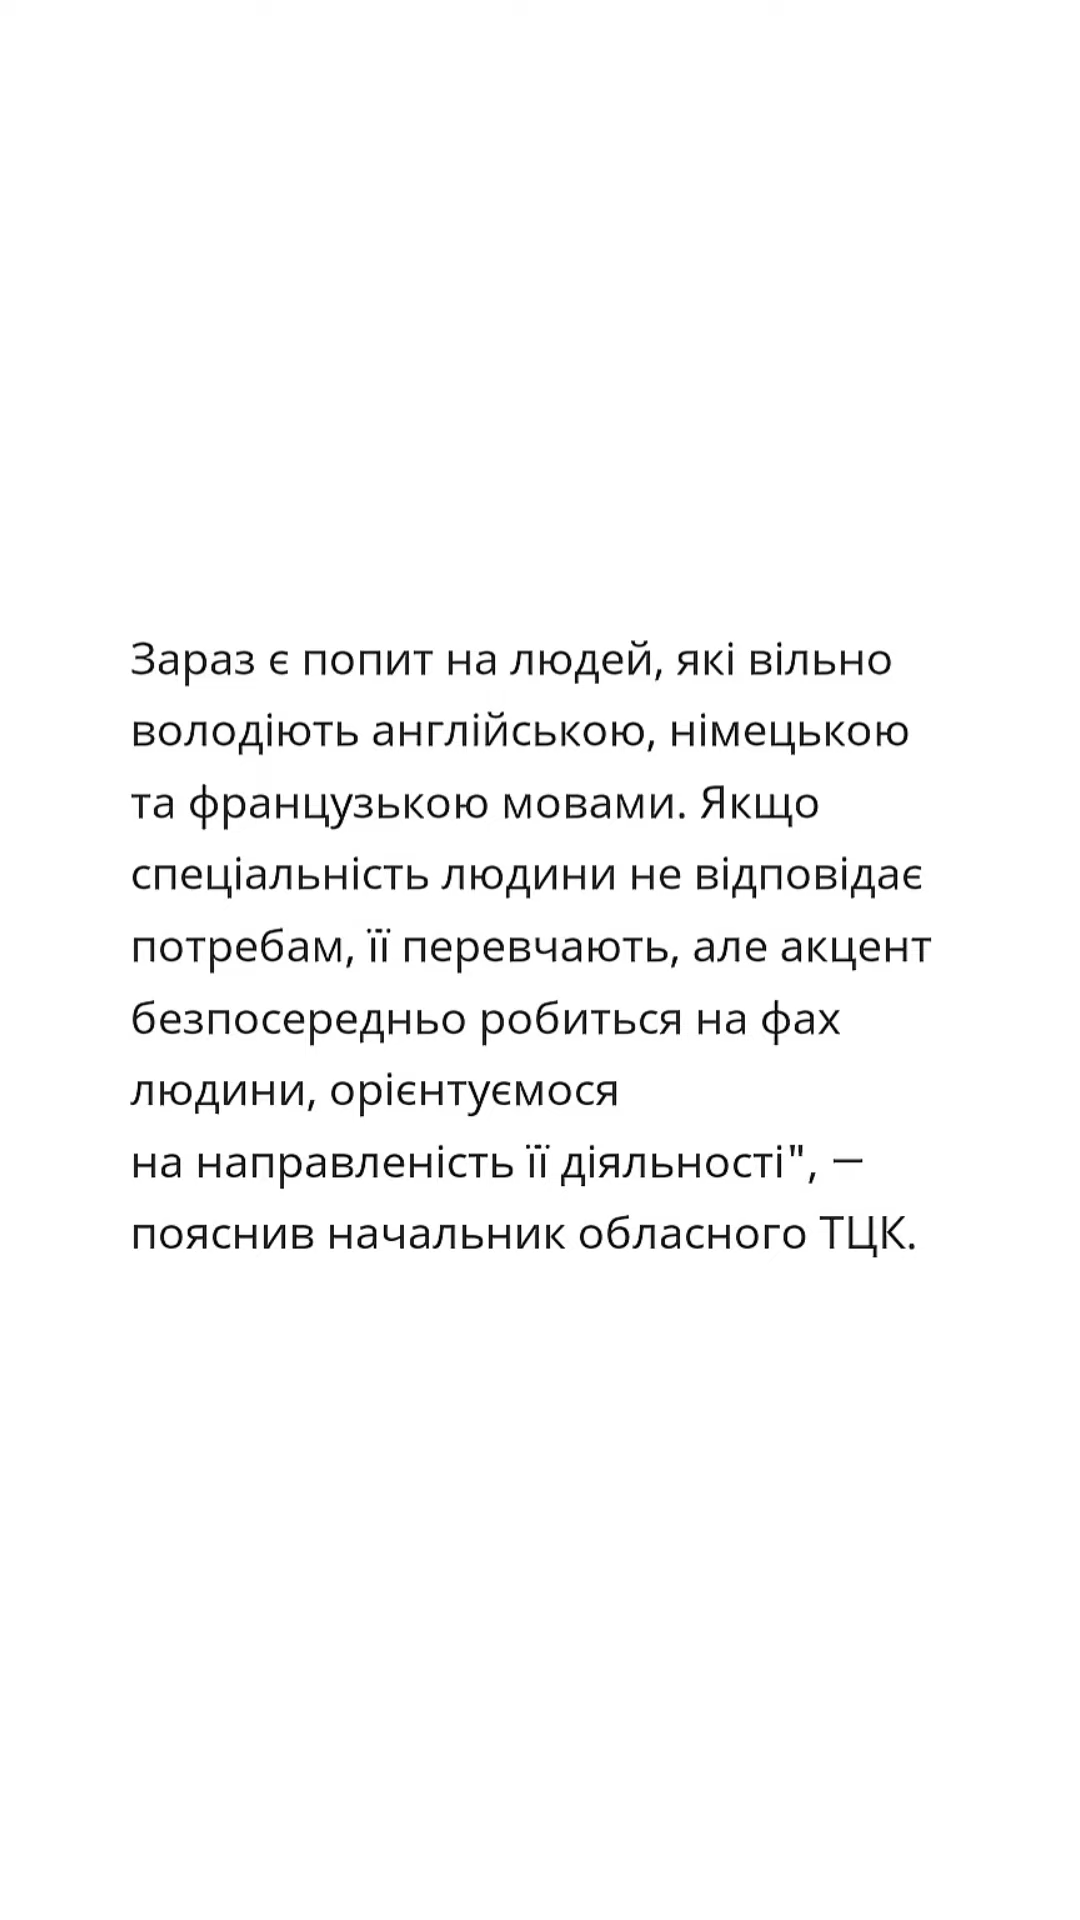 Зараз є попит на людей, які вільно
володіють англійською, німецькою
та французькою мовами. Якщо
спеціальність людини не відповідає
потребам, її перевчають, але акцент
безпосередньо робиться на фах
людини, орієнтуємося
на направленість її діяльності", —
пояснив начальник обласного ТЦК.